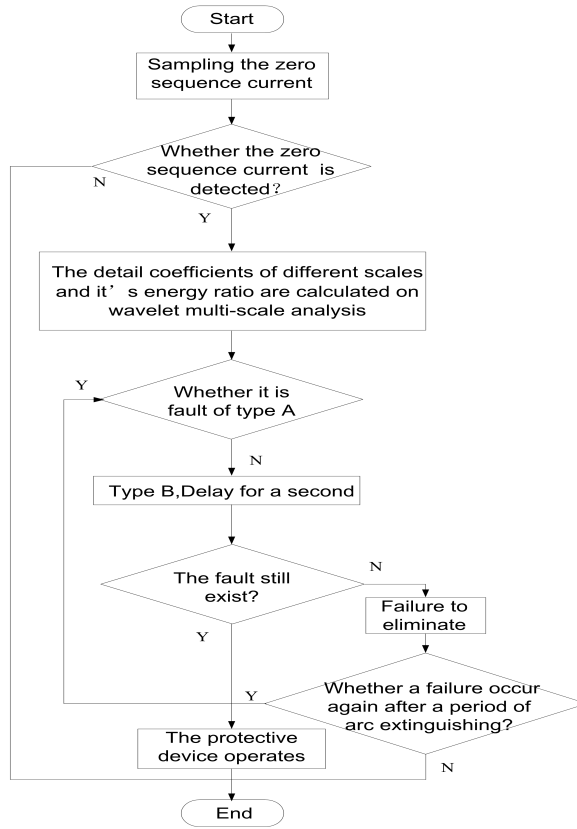 Start
Sampling the zero
sequence current
Whether the zero
sequence current is
detected?
N
Y
The detail coefficients of different scales
and it's energy ratio are calculated on
wavelet multi-scale analysis
Y
Whether it is
fault of type A
N
Type B,Delay for a second
N
The fault still
exist?
Failure to
eliminate
Y
Whether a failure occur
again after a period of
arc extinguishing?
Y
The protective
device operates
N
End